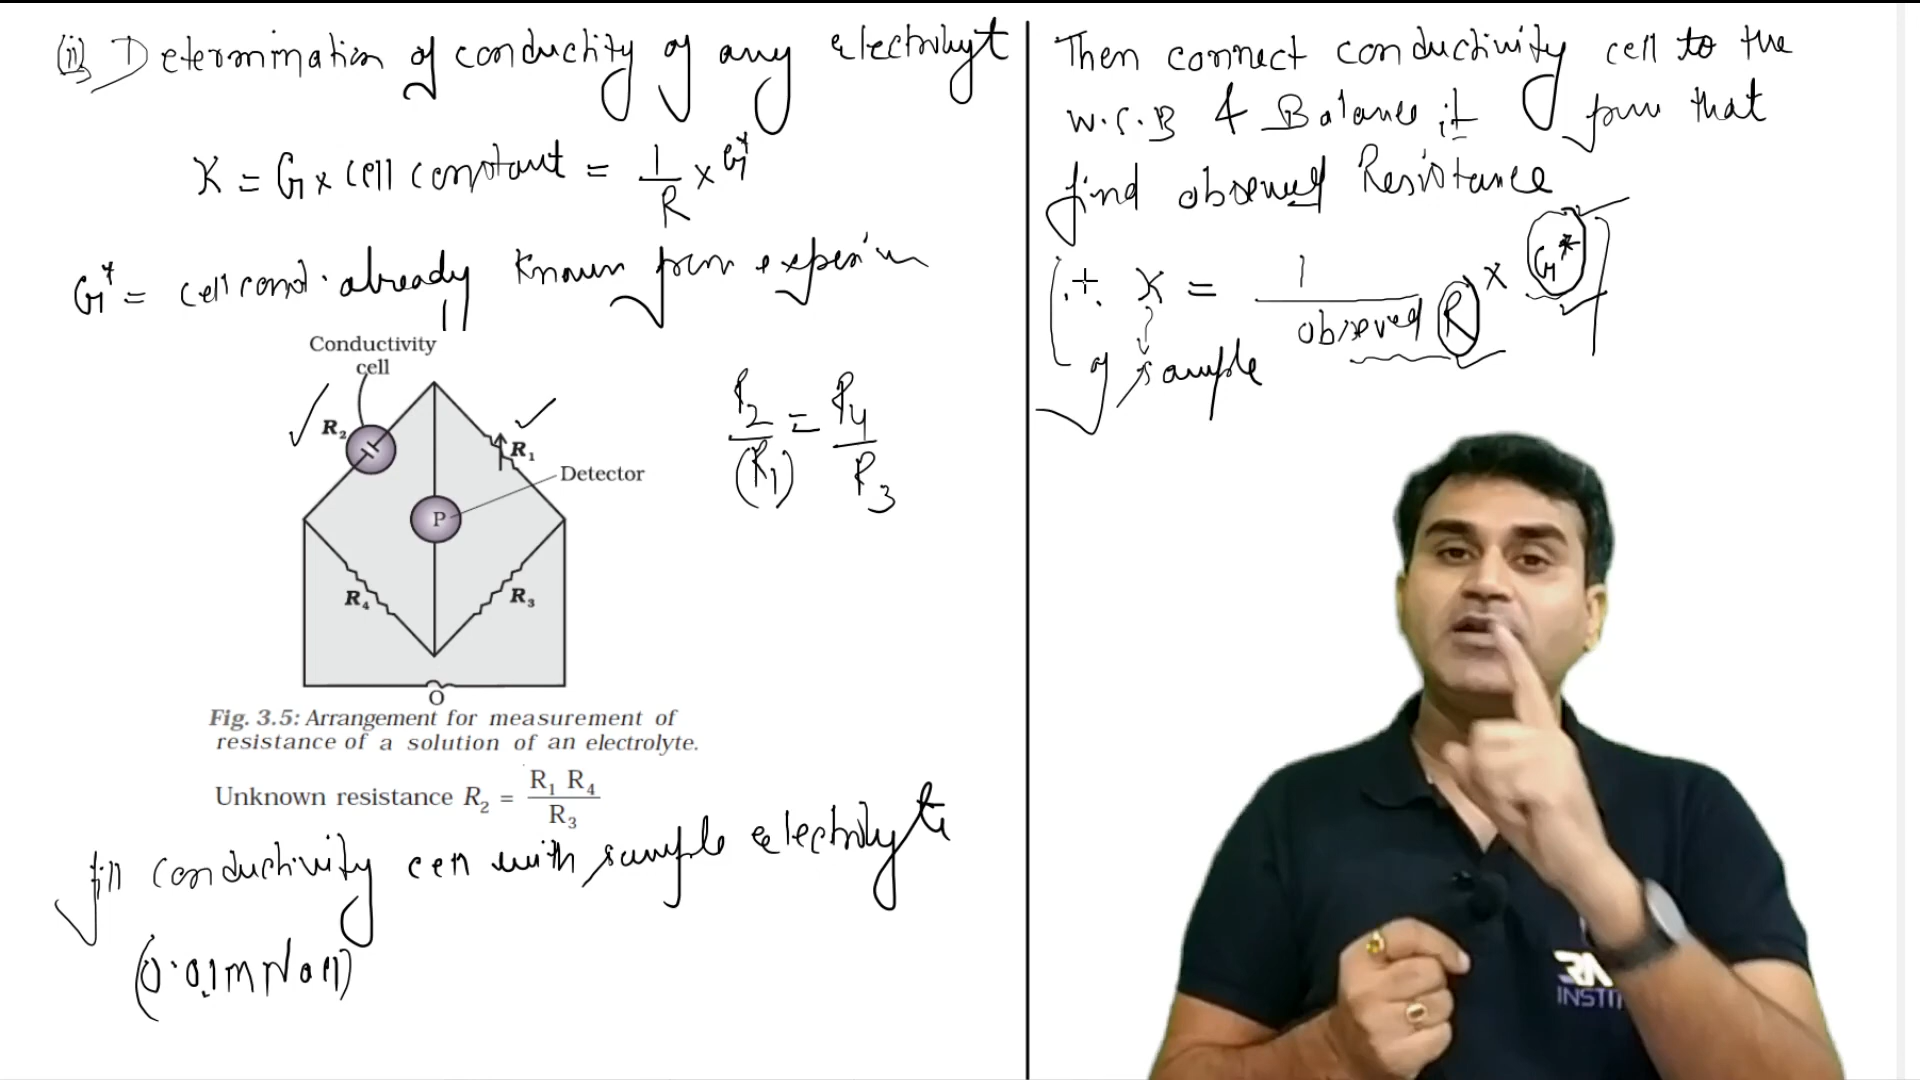 (ii) Determination of conductity of any electrolyt
K = G x cell constant = 1/R x G*
G* = cell const. already known from experim
Conductivity
cell
R₂
R₁
Detector
P
R₄
R₃
O
R₂/(R₁) = R₄/R₃
Fig. 3.5: Arrangement for measurement of
resistance of a solution of an electrolyte.
Unknown resistance R₂ = R₁ R₄ / R₃
fill conductivity cell with sample electrolyte
(0.01M NaCl)
Then connect conductivity cell to the
W.S.B & Balance it from that
find observed Resistance
∴ K = 1/observed R x G*
of sample
INSTI